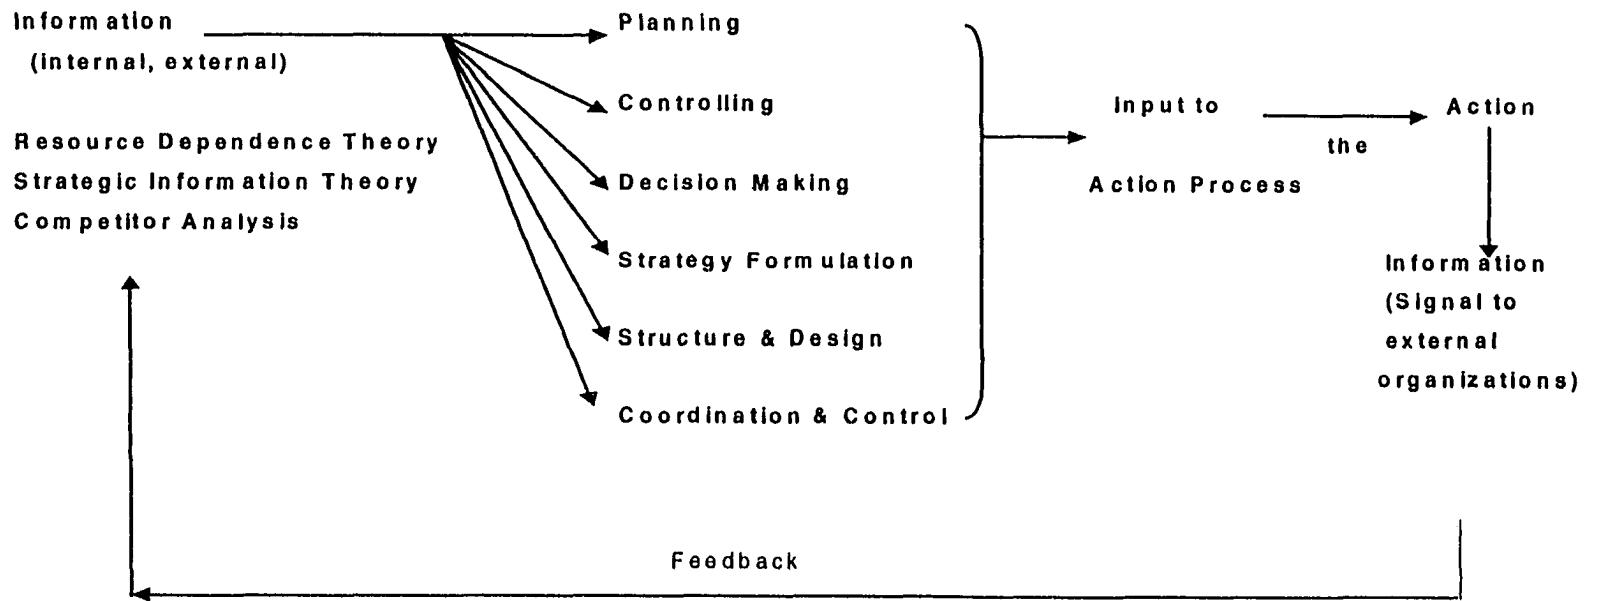 Information
(internal, external)
Resource Dependence Theory
Strategic Information Theory
Competitor Analysis
Planning
Controlling
Decision Making
Strategy Formulation
Structure & Design
Coordination & Control
Input to
the
Action Process
Action
Information
(Signal to
external
organizations)
Feedback